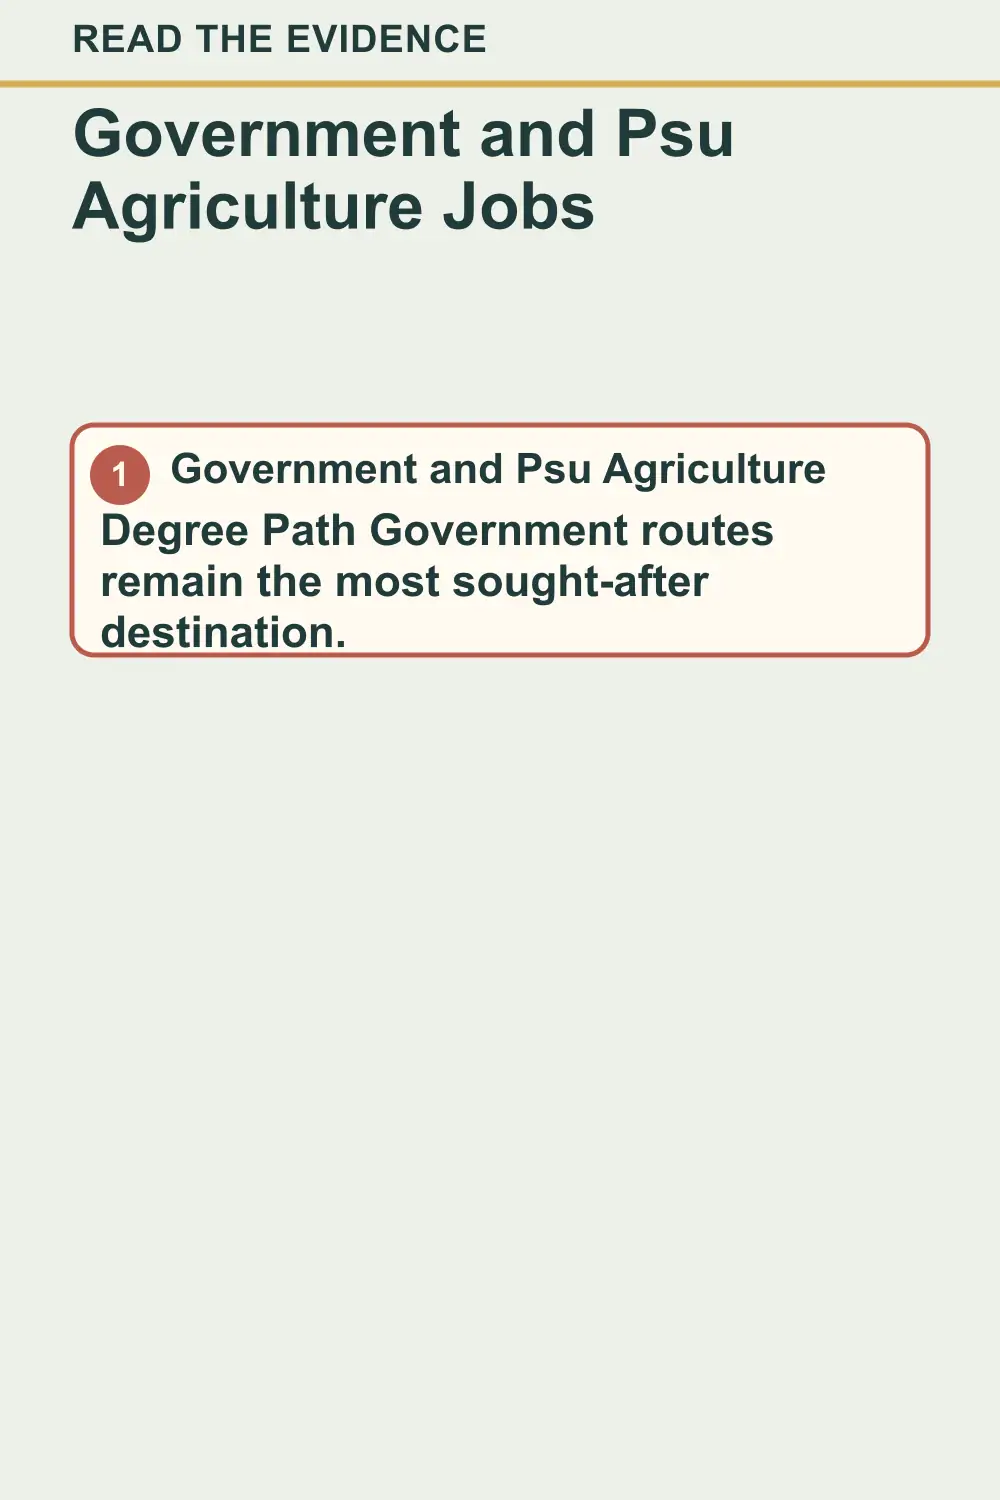 READ THE EVIDENCE
Government and Psu
Agriculture Jobs
1 Government and Psu Agriculture
Degree Path Government routes
remain the most sought-after
destination.